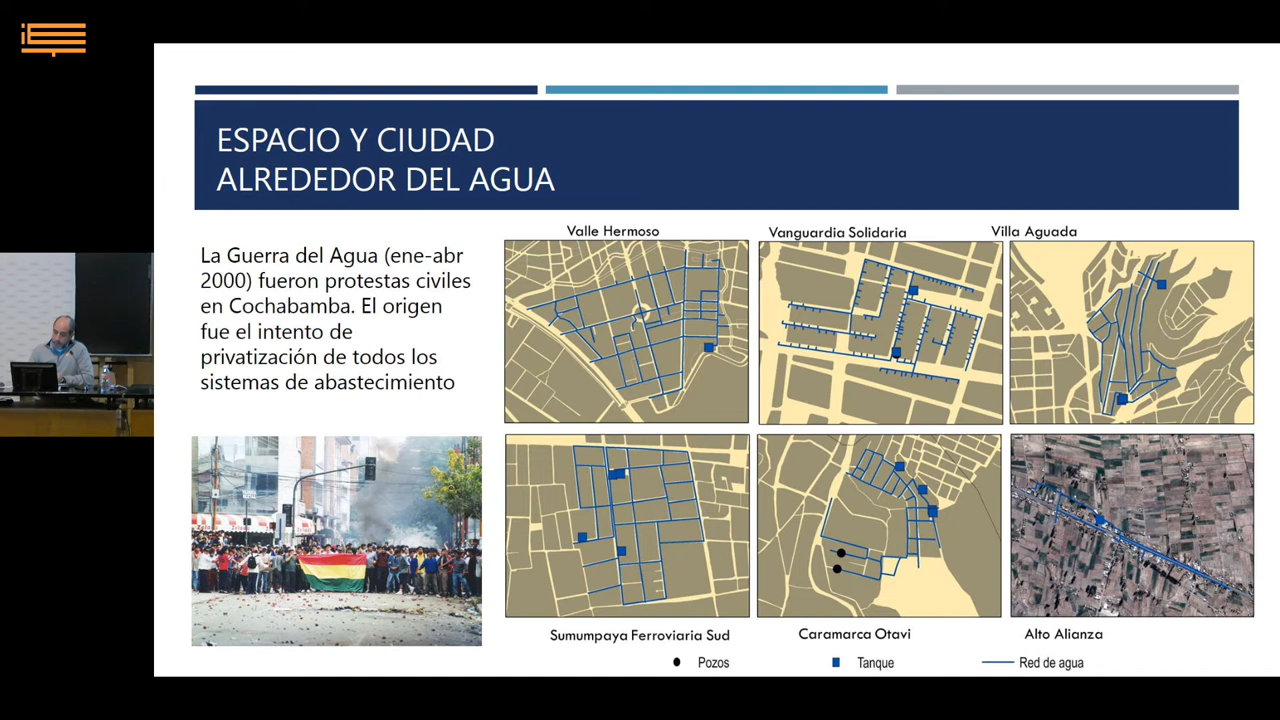 ESPACIO Y CIUDAD
ALREDEDOR DEL AGUA
La Guerra del Agua (ene-abr
2000) fueron protestas civiles
en Cochabamba. El origen
fue el intento de
privatización de todos los
sistemas de abastecimiento
Valle Hermoso
Vanguardia Solidaria
Villa Aguada
Sumumpaya Ferroviaria Sud
Caramarca Otavi
Alto Alianza
Pozos
Tanque
Red de agua